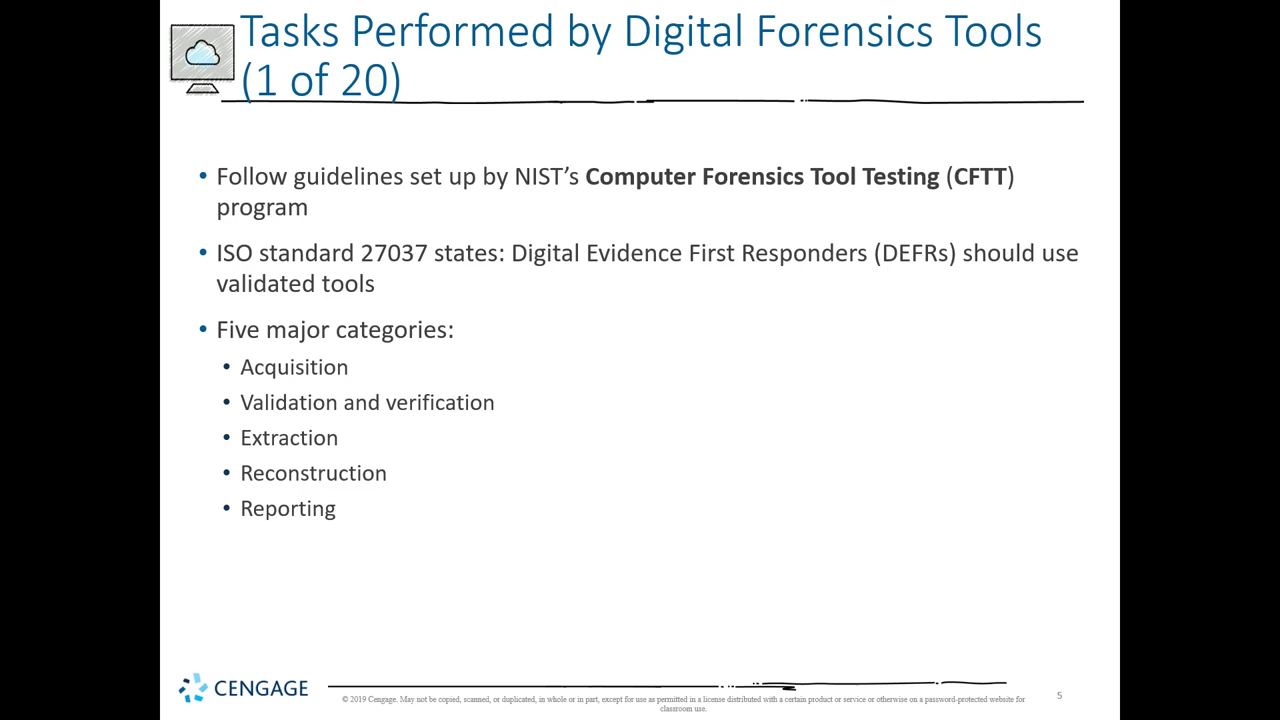 Tasks Performed by Digital Forensics Tools
(1 of 20)
• Follow guidelines set up by NIST’s Computer Forensics Tool Testing (CFTT)
program
• ISO standard 27037 states: Digital Evidence First Responders (DEFRs) should use
validated tools
• Five major categories:
• Acquisition
• Validation and verification
• Extraction
• Reconstruction
• Reporting
CENGAGE
© 2019 Cengage. May not be copied, scanned, or duplicated, in whole or in part, except for use as permitted in a license distributed with a certain product or service or otherwise on a password-protected website for
classroom use.
5